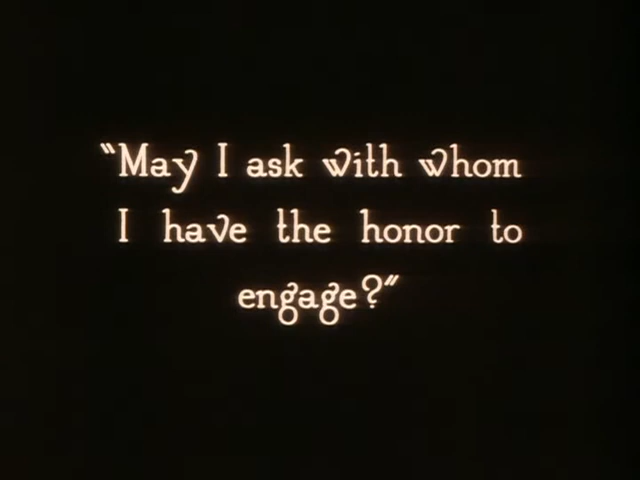 "May I ask with whom
I have the honor to
engage?"